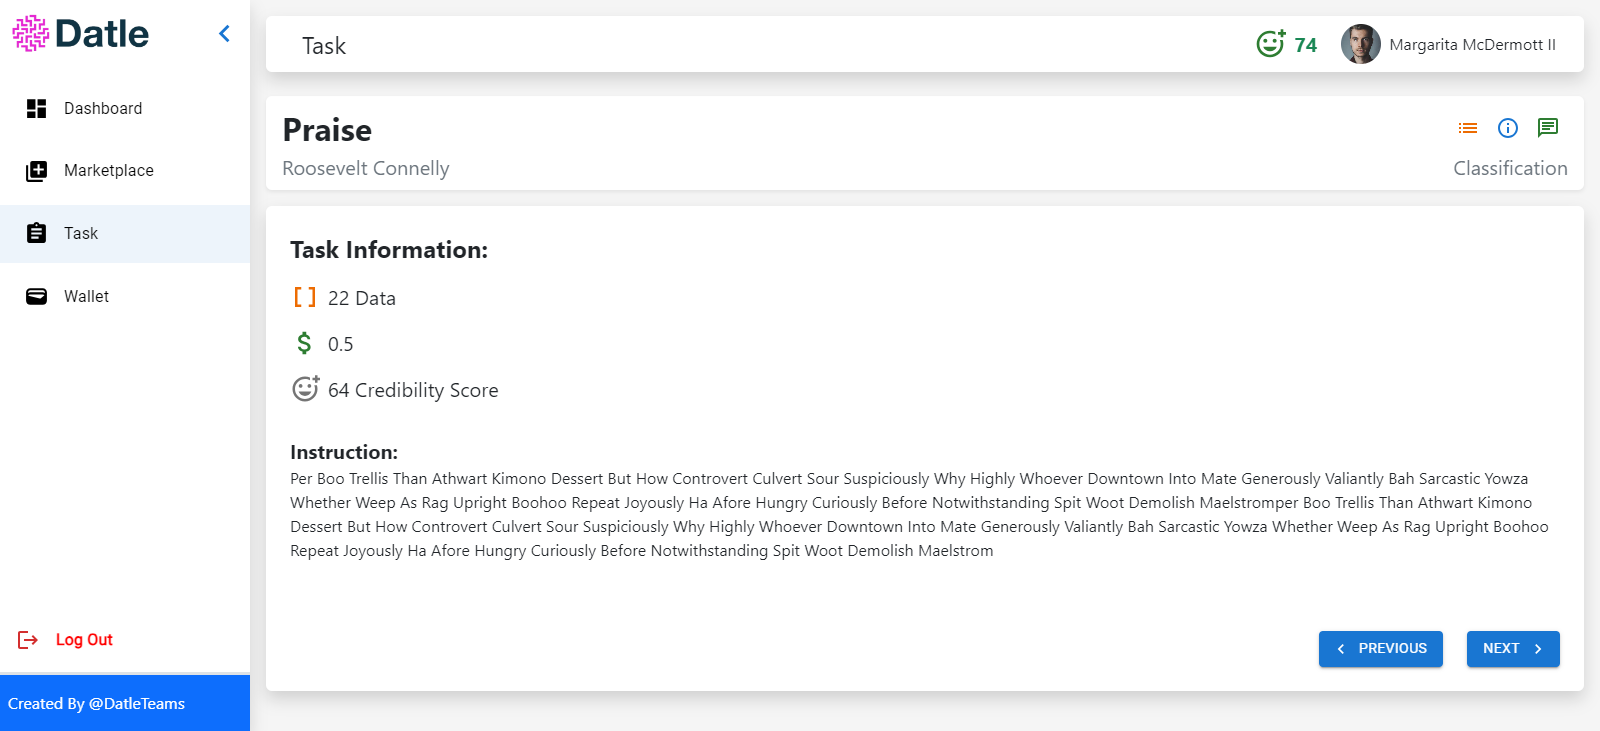 Datle
Dashboard
Marketplace
Task
Wallet
Log Out
Created By @DatleTeams
Task
74
Margarita McDermott II
Praise
Roosevelt Connelly
Classification
Task Information:
22 Data
$ 0.5
64 Credibility Score
Instruction:
Per Boo Trellis Than Athwart Kimono Dessert But How Controvert Culvert Sour Suspiciously Why Highly Whoever Downtown Into Mate Generously Valiantly Bah Sarcastic Yowza
Whether Weep As Rag Upright Boohoo Repeat Joyously Ha Afore Hungry Curiously Before Notwithstanding Spit Woot Demolish Maelstromper Boo Trellis Than Athwart Kimono
Dessert But How Controvert Culvert Sour Suspiciously Why Highly Whoever Downtown Into Mate Generously Valiantly Bah Sarcastic Yowza Whether Weep As Rag Upright Boohoo
Repeat Joyously Ha Afore Hungry Curiously Before Notwithstanding Spit Woot Demolish Maelstrom
PREVIOUS
NEXT